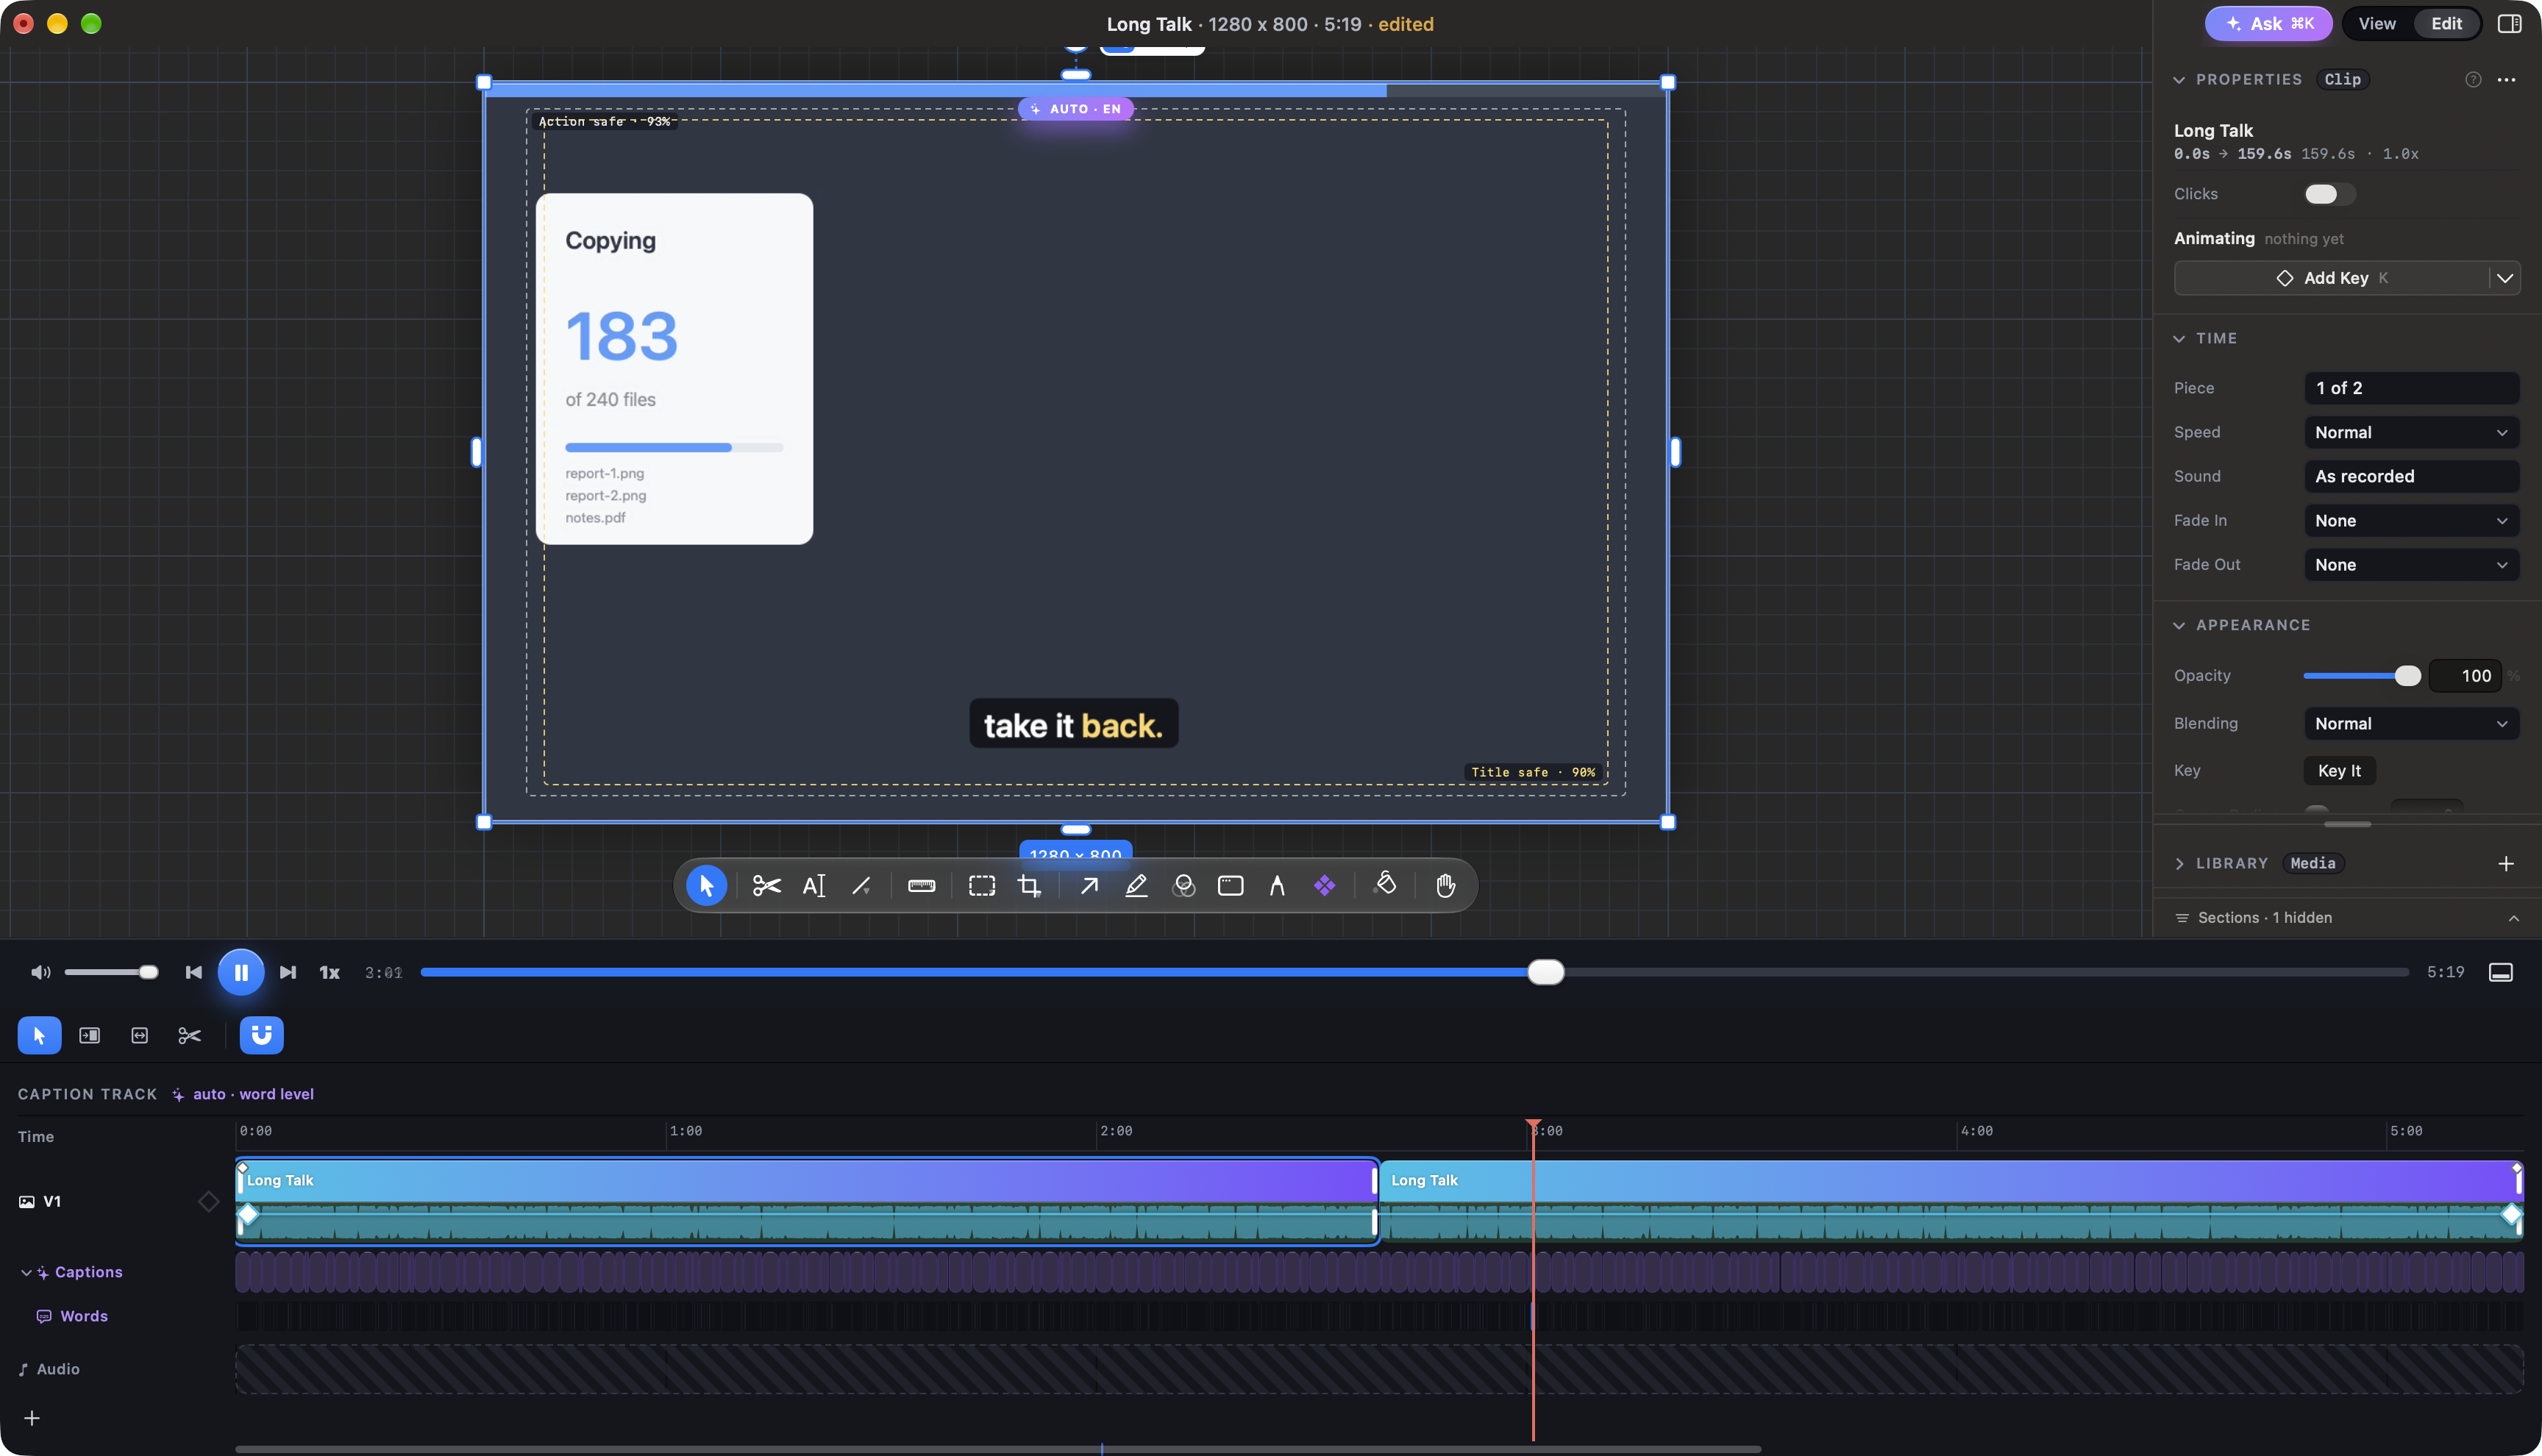 Long Talk · 1280 x 800 · 5:19 · edited
Ask ⌘K
View
Edit
AUTO · EN
Action safe · 93%
Copying
183
of 240 files
report-1.png
report-2.png
notes.pdf
take it back.
Title safe · 90%
1280 × 800
PROPERTIES Clip
Long Talk
0.0s → 159.6s 159.6s · 1.0x
Clicks
Animating nothing yet
Add Key K
TIME
Piece 1 of 2
Speed Normal
Sound As recorded
Fade In None
Fade Out None
APPEARANCE
Opacity 100 %
Blending Normal
Key Key It
LIBRARY Media
Sections · 1 hidden
1x
5:19
CAPTION TRACK auto · word level
Time
0:00
1:00
2:00
4:00
5:00
V1
Long Talk
Long Talk
Captions
Words
Audio